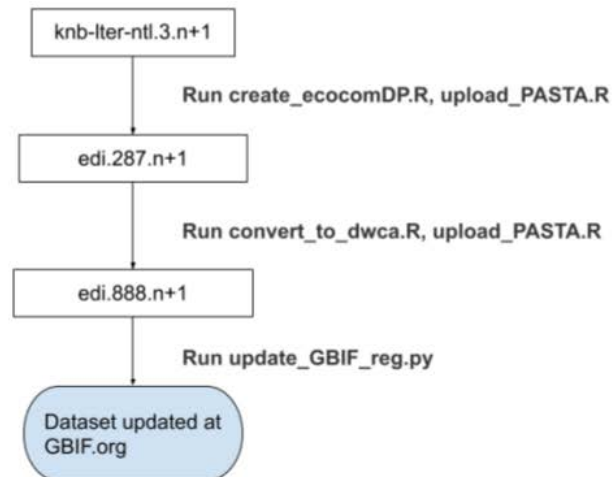 knb-lter-ntl.3.n+1
Run create_ecocomDP.R, upload_PASTA.R
edi.287.n+1
Run convert_to_dwca.R, upload_PASTA.R
edi.888.n+1
Run update_GBIF_reg.py
Dataset updated at
GBIF.org